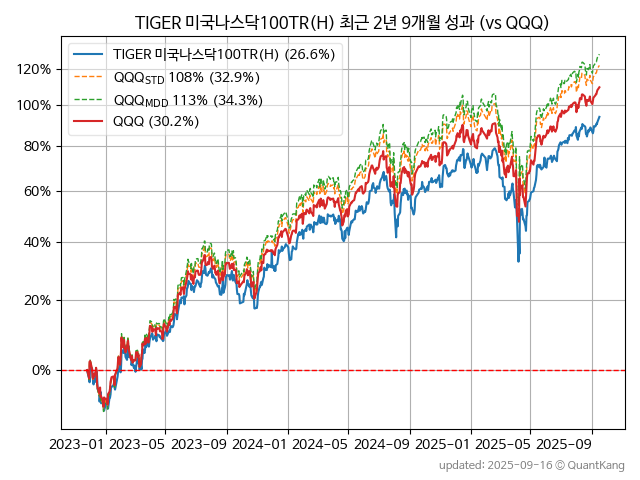 TIGER 미국나스닥100TR(H) 최근 2년 9개월 성과 (vs QQQ)
TIGER 미국나스닥100TR(H) (26.6%)
QQQSTD 108% (32.9%)
QQQMDD 113% (34.3%)
QQQ (30.2%)
120%
100%
80%
60%
40%
20%
0%
2023-01 2023-05 2023-09 2024-01 2024-05 2024-09 2025-01 2025-05 2025-09
updated: 2025-09-16 © QuantKang